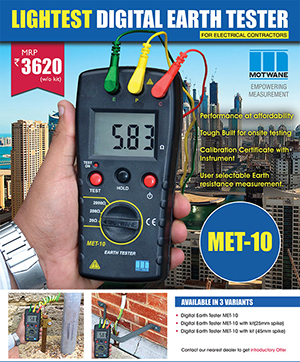 LIGHTEST DIGITAL EARTH TESTER
FOR ELECTRICAL CONTRACTORS
MRP
₹ 3620
(w/o kit)
MOTWANE
EMPOWERING
MEASUREMENT
Performance at affordability
Tough Built for onsite testing
Calibration Certificate with
Instrument
User selectable Earth
resistance measurement
E P C
5.83
Ω
TEST
ON
TEST
HOLD
2000Ω
200Ω
20Ω
MET-10
EARTH TESTER
MET-10
AVAILABLE IN 3 VARIANTS
• Digital Earth Tester MET-10
• Digital Earth Tester MET-10 with kit(25mm spike)
• Digital Earth Tester MET-10 with kit (45mm spike)
Contact our nearest dealer to get Introductory Offer